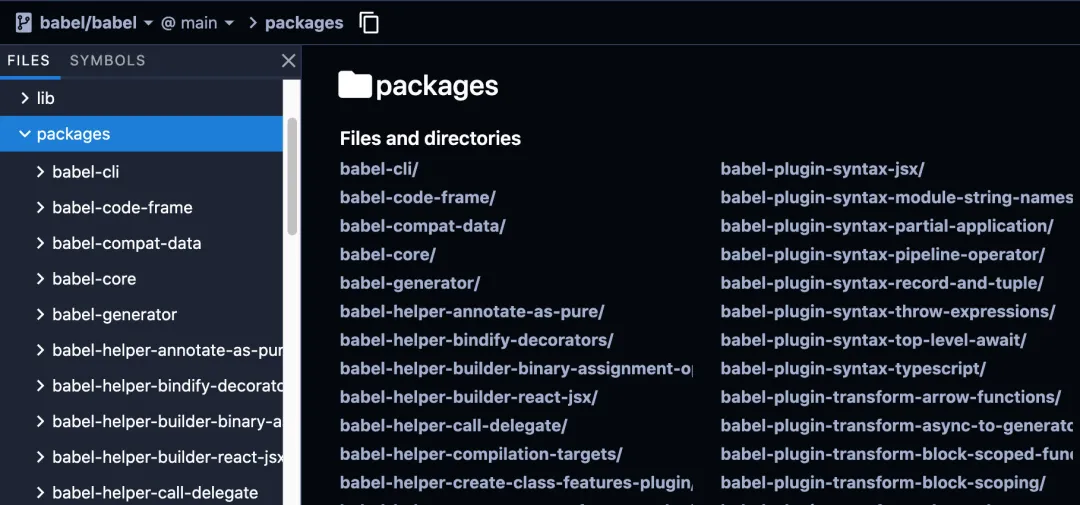 babel/babel @ main > packages
FILES SYMBOLS
lib
packages
babel-cli
babel-code-frame
babel-compat-data
babel-core
babel-generator
babel-helper-annotate-as-pur
babel-helper-bindify-decorato
babel-helper-builder-binary-a
babel-helper-builder-react-jsx
babel-helper-call-delegate
packages
Files and directories
babel-cli/
babel-code-frame/
babel-compat-data/
babel-core/
babel-generator/
babel-helper-annotate-as-pure/
babel-helper-bindify-decorators/
babel-helper-builder-binary-assignment-op
babel-helper-builder-react-jsx/
babel-helper-call-delegate/
babel-helper-compilation-targets/
babel-helper-create-class-features-plugin/
babel-plugin-syntax-jsx/
babel-plugin-syntax-module-string-names
babel-plugin-syntax-partial-application/
babel-plugin-syntax-pipeline-operator/
babel-plugin-syntax-record-and-tuple/
babel-plugin-syntax-throw-expressions/
babel-plugin-syntax-top-level-await/
babel-plugin-syntax-typescript/
babel-plugin-transform-arrow-functions/
babel-plugin-transform-async-to-generato
babel-plugin-transform-block-scoped-func
babel-plugin-transform-block-scoping/